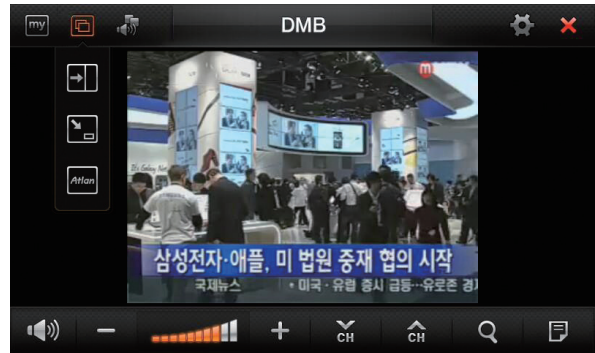 my
DMB
Atlan
삼성전자·애플, 미 법원 중재 협의 시작
국제뉴스
• 미국·유럽 증시 급등…유로존 경
CH
CH